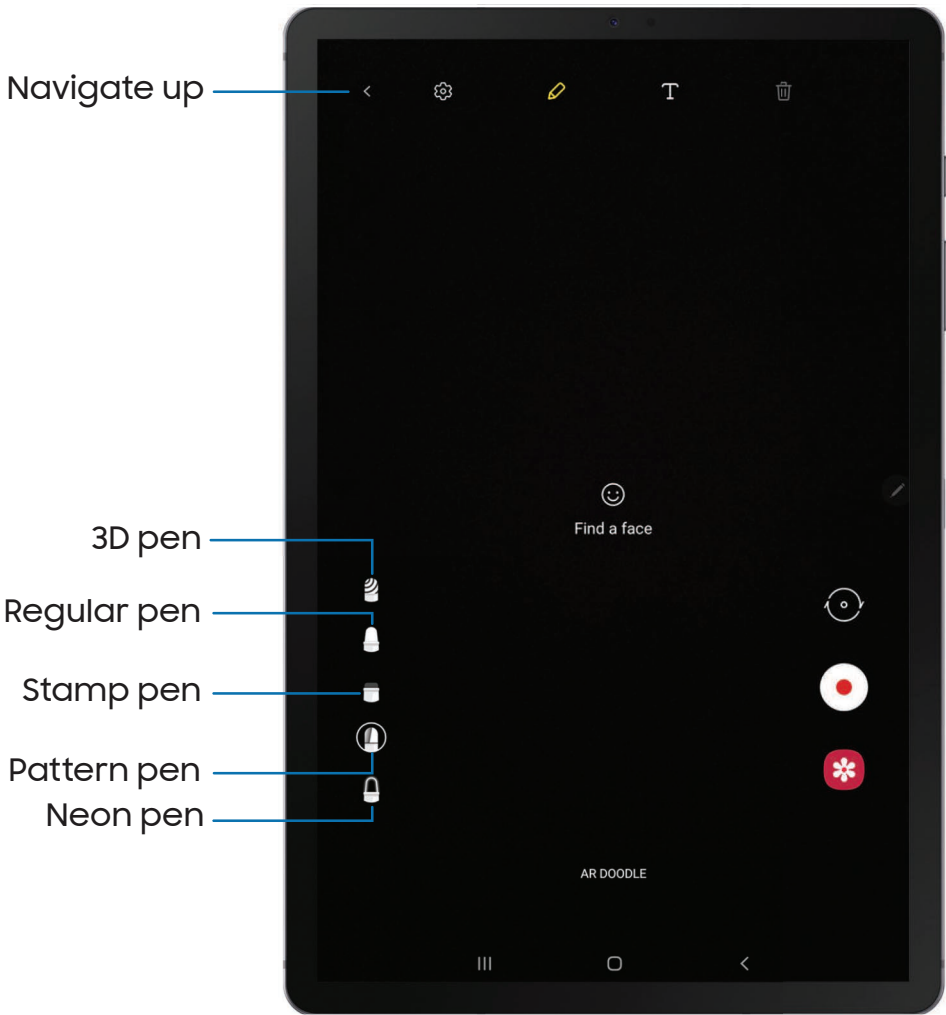 Navigate up
T
Find a face
3D pen
Regular pen
Stamp pen
Pattern pen
Neon pen
AR DOODLE